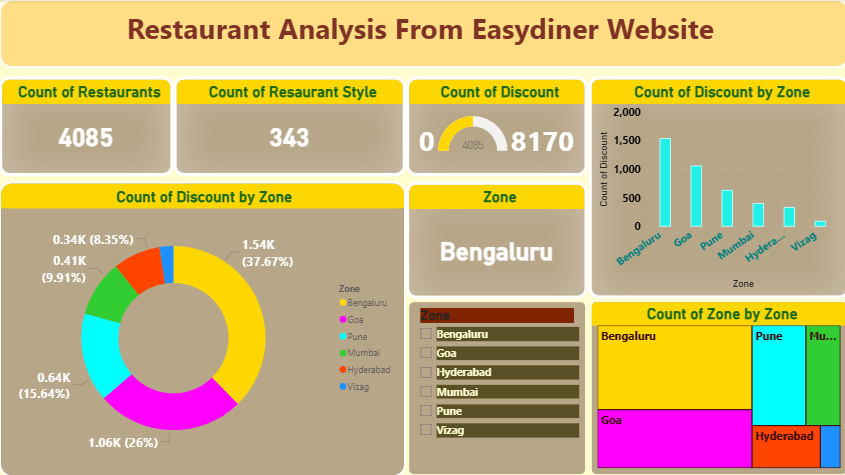 Restaurant Analysis From Easydiner Website
Count of Restaurants
4085
Count of Resaurant Style
343
Count of Discount
0
4085
8170
Count of Discount by Zone
2,000
1,500
1,000
500
0
Count of Discount
Bengaluru
Goa
Pune
Mumbai
Hydera...
Vizag
Zone
Count of Discount by Zone
0.34K (8.35%)
0.41K
(9.91%)
0.64K
(15.64%)
1.06K (26%)
1.54K
(37.67%)
Zone
Bengaluru
Goa
Pune
Mumbai
Hyderabad
Vizag
Zone
Bengaluru
Zone
Bengaluru
Goa
Hyderabad
Mumbai
Pune
Vizag
Count of Zone by Zone
Bengaluru
Pune
Mu...
Goa
Hyderabad